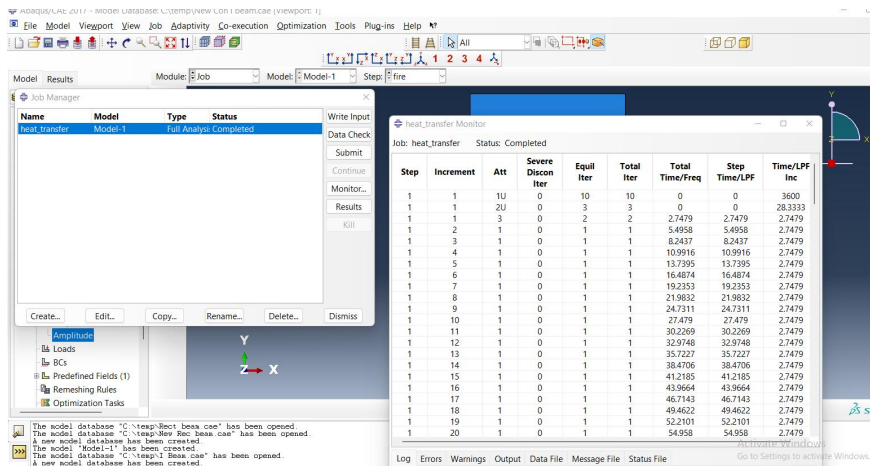 Abaqus/CAE 2017 - Model Database: C:\temp\New Con I beam.cae [Viewport: 1]
File Model Viewport View Job Adaptivity Co-execution Optimization Tools Plug-ins Help
All
1 2 3 4
Model Results
Module: Job Model: Model-1 Step: fire
Job Manager
Name Model Type Status
heat_transfer Model-1 Full Analysi: Completed
Write Input
Data Check
Submit
Continue
Monitor...
Results
Kill
Create... Edit... Copy... Rename... Delete... Dismiss
Amplitude
Loads
BCs
Predefined Fields (1)
Remeshing Rules
Optimization Tasks
Y
Z X
Y
X
heat_transfer Monitor
Job: heat_transfer Status: Completed
Step Increment Att Severe Discon Iter Equil Iter Total Iter Total Time/Freq Step Time/LPF Time/LPF Inc
1 1 1U 0 10 10 0 0 3600
1 1 2U 0 3 3 0 0 28.3333
1 1 3 0 2 2 2.7479 2.7479 2.7479
1 2 1 0 1 1 5.4958 5.4958 2.7479
1 3 1 0 1 1 8.2437 8.2437 2.7479
1 4 1 0 1 1 10.9916 10.9916 2.7479
1 5 1 0 1 1 13.7395 13.7395 2.7479
1 6 1 0 1 1 16.4874 16.4874 2.7479
1 7 1 0 1 1 19.2353 19.2353 2.7479
1 8 1 0 1 1 21.9832 21.9832 2.7479
1 9 1 0 1 1 24.7311 24.7311 2.7479
1 10 1 0 1 1 27.479 27.479 2.7479
1 11 1 0 1 1 30.2269 30.2269 2.7479
1 12 1 0 1 1 32.9748 32.9748 2.7479
1 13 1 0 1 1 35.7227 35.7227 2.7479
1 14 1 0 1 1 38.4706 38.4706 2.7479
1 15 1 0 1 1 41.2185 41.2185 2.7479
1 16 1 0 1 1 43.9664 43.9664 2.7479
1 17 1 0 1 1 46.7143 46.7143 2.7479
1 18 1 0 1 1 49.4622 49.4622 2.7479
1 19 1 0 1 1 52.2101 52.2101 2.7479
1 20 1 0 1 1 54.958 54.958 2.7479
Log Errors Warnings Output Data File Message File Status File
Activate Windows
Go to Settings to activate Windows.
The model database "C:\temp\Rect beam.cae" has been opened.
The model database "C:\temp\New Rec beam.cae" has been opened.
A new model database has been created.
The model "Model-1" has been created.
The model database "C:\temp\I Beam.cae" has been opened.
A new model database has been created.